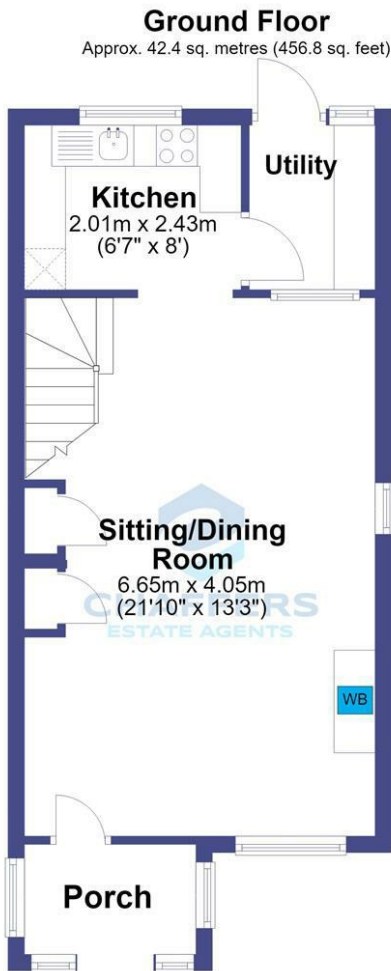 Ground Floor
Approx. 42.4 sq. metres (456.8 sq. feet)
Utility
Kitchen
2.01m x 2.43m
(6'7" x 8')
Sitting/Dining
Room
6.65m x 4.05m
(21'10" x 13'3")
CHAFFERS
ESTATE AGENTS
WB
Porch